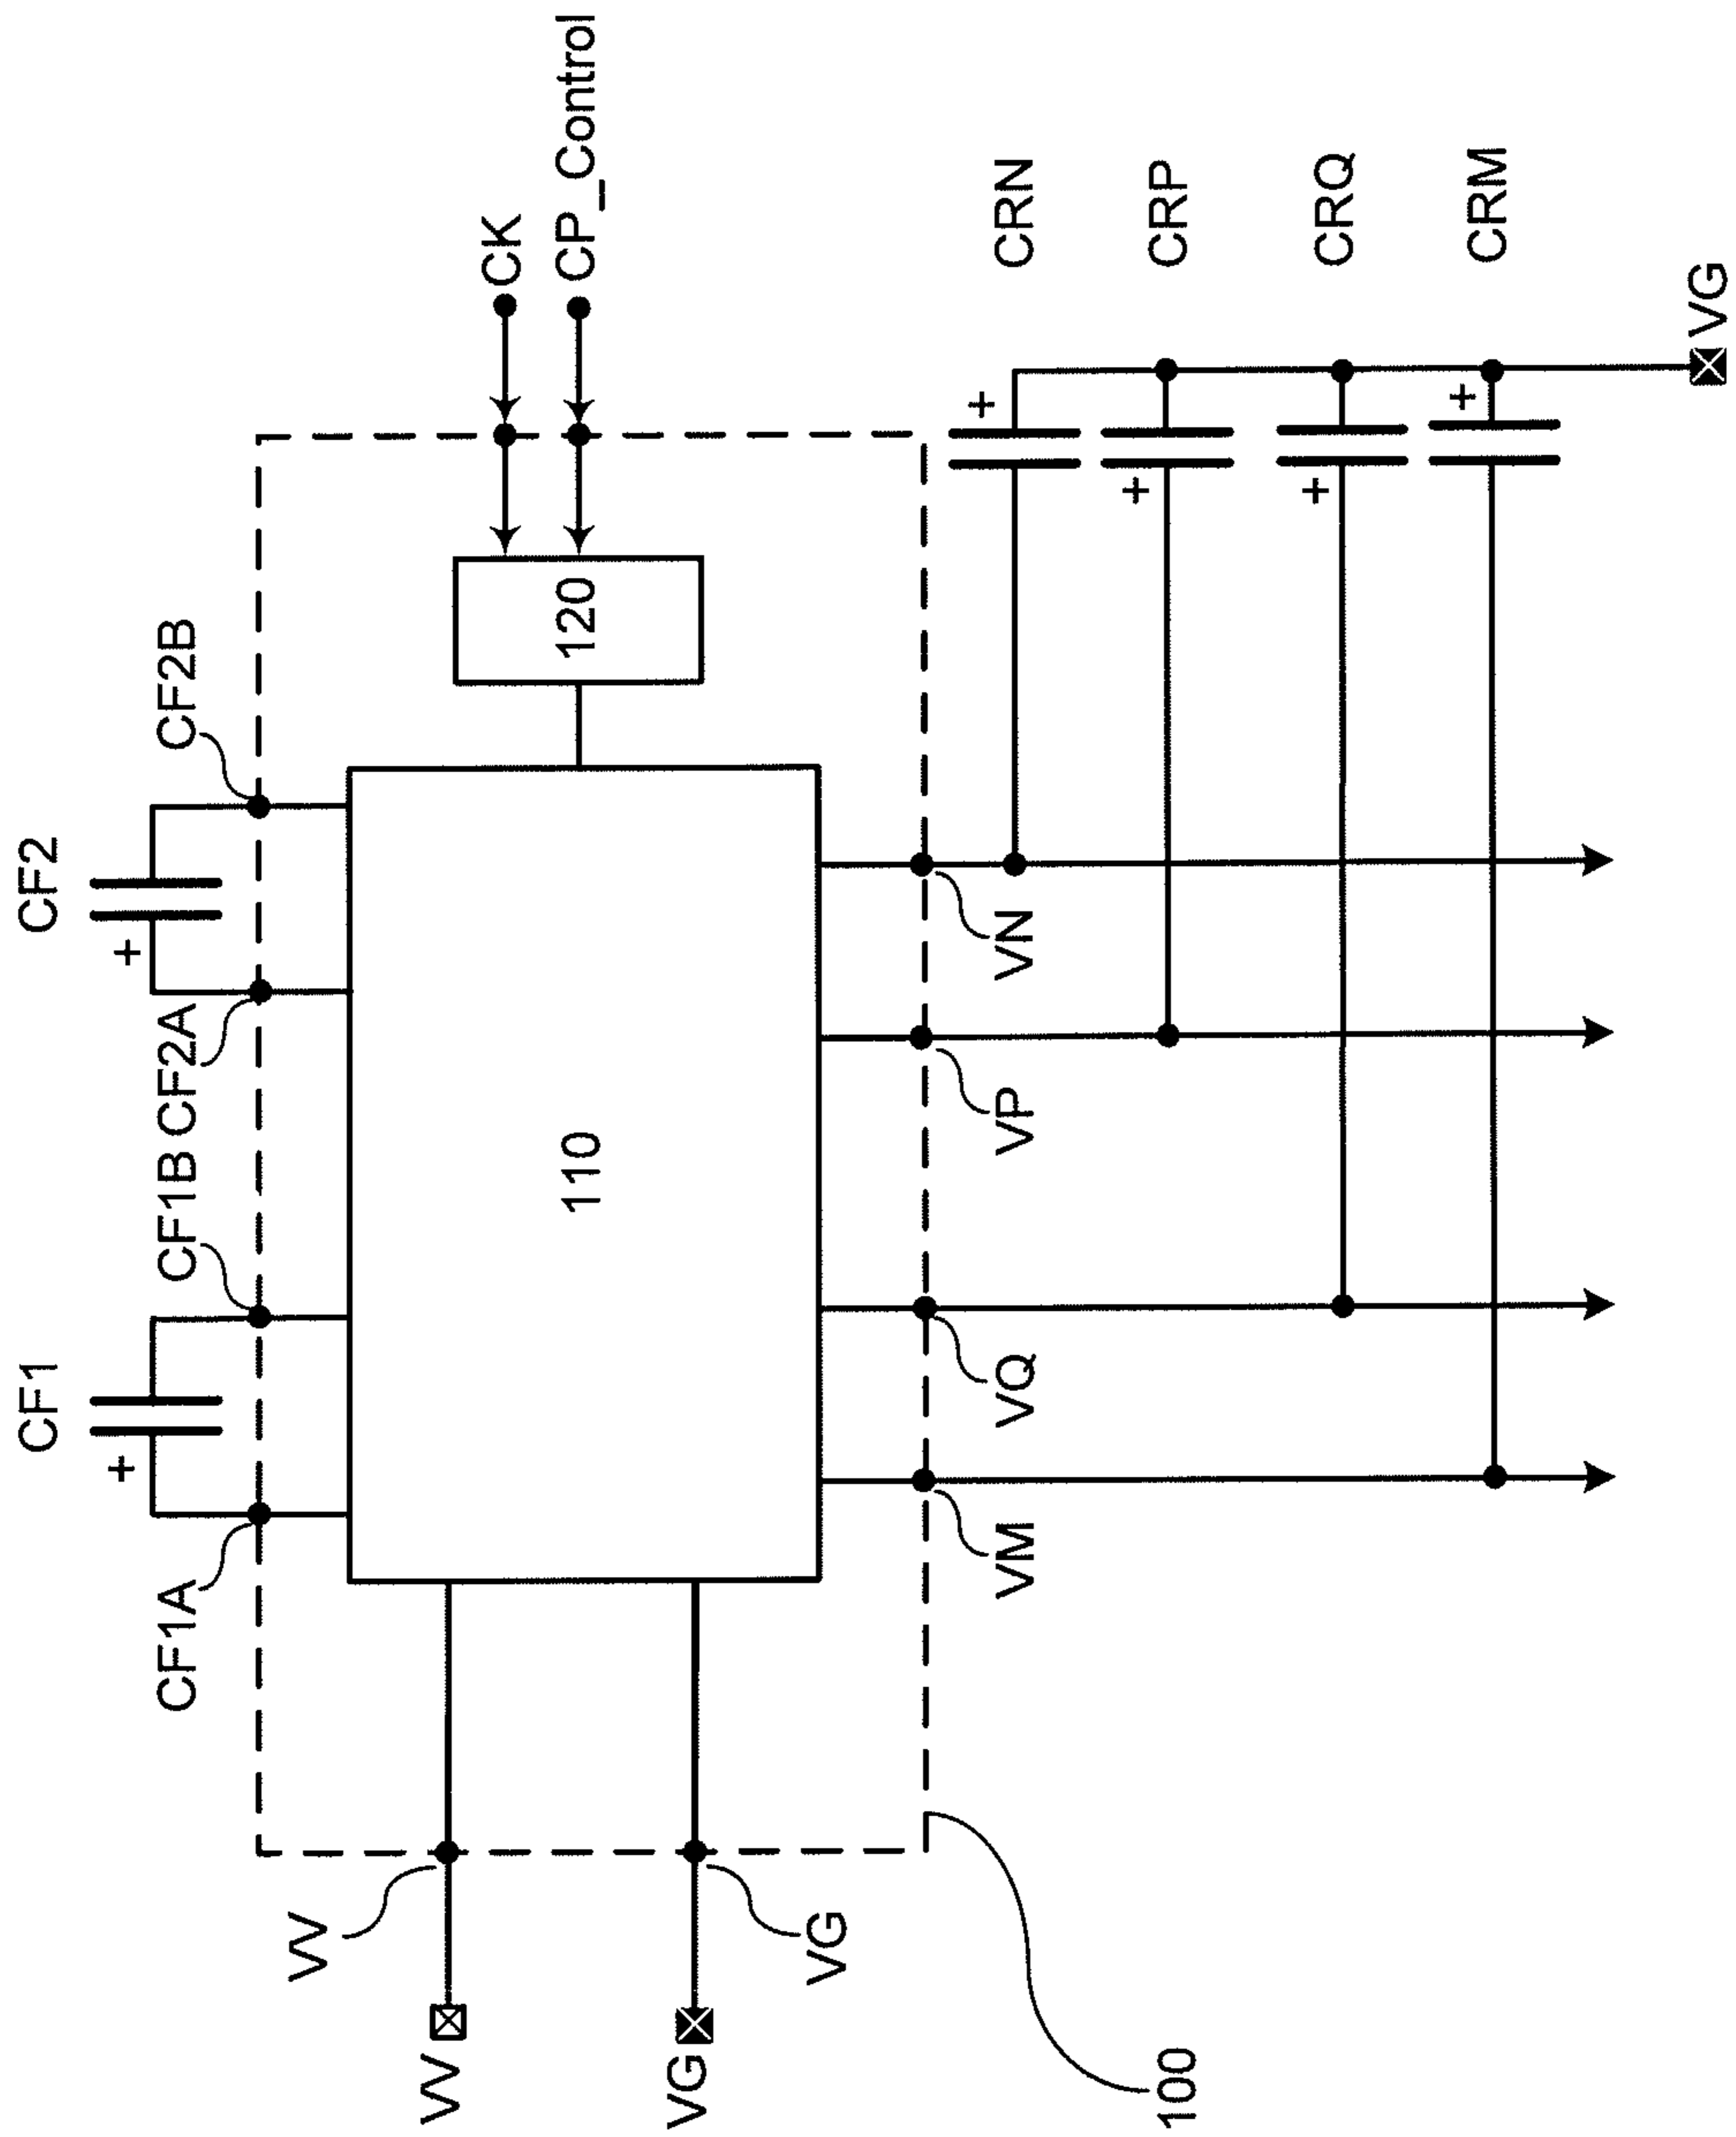 CF1
CF2
CF1A
CF1B
CF2A
CF2B
VV
VV
VG
VG
110
120
CK
CP_Control
VM
VQ
VP
VN
CRN
CRP
CRQ
CRM
VG
100